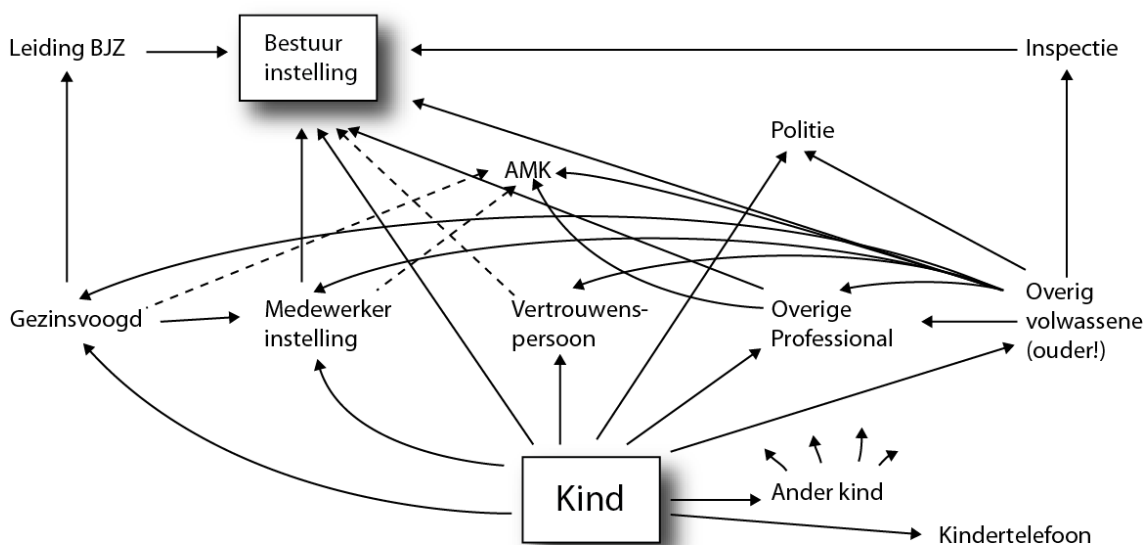 Leiding BJZ
Bestuur
instelling
Inspectie
Politie
AMK
Gezinsvoogd
Medewerker
instelling
Vertrouwens-
persoon
Overige
Professional
Overig
volwassene
(ouder!)
Kind
Ander kind
Kindertelefoon